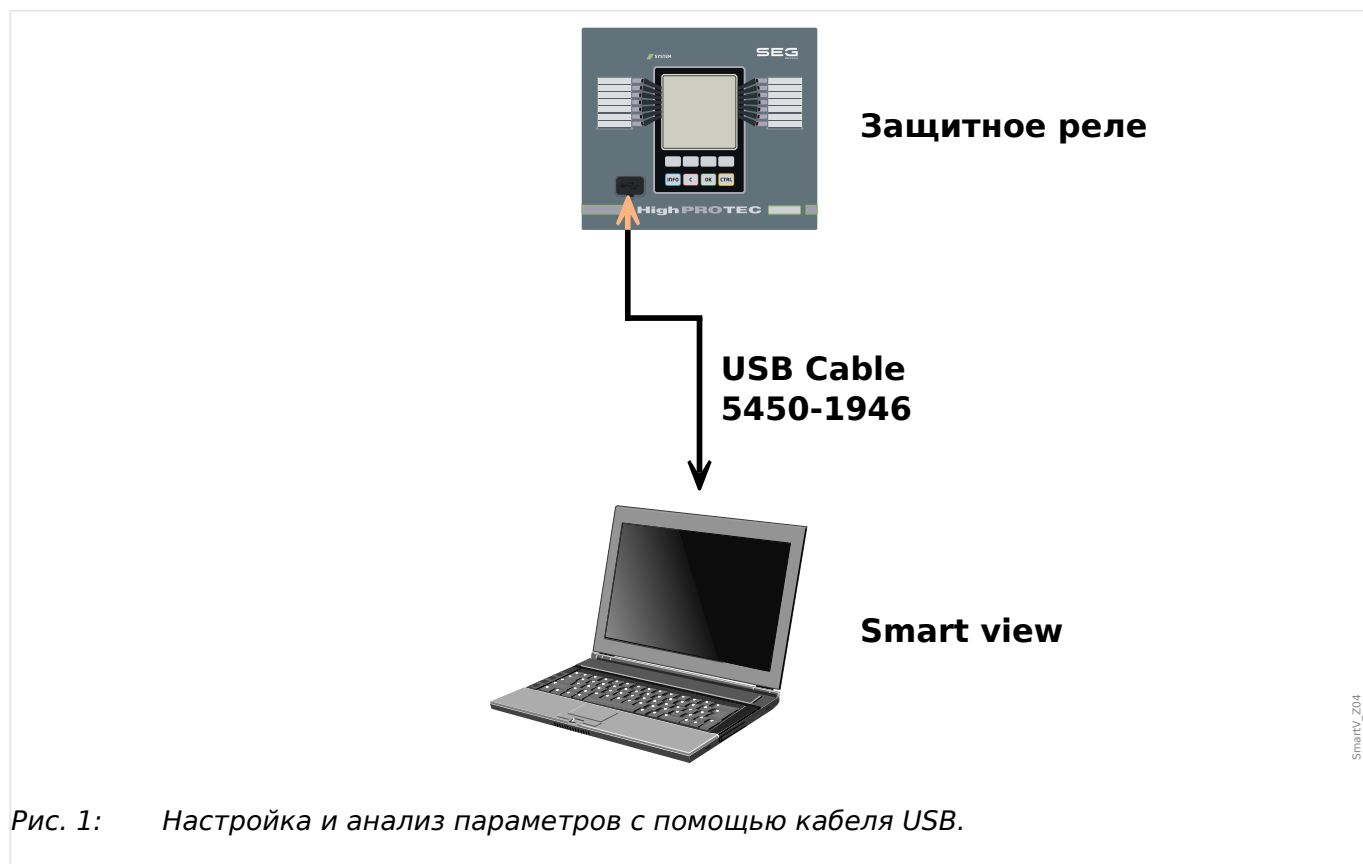 SYSTEM
SEG
Защитное реле
INFO C OK CTRL
HighPROTEC
USB Cable
5450-1946
Smart view
SmartV_Z04
Рис. 1: Настройка и анализ параметров с помощью кабеля USB.